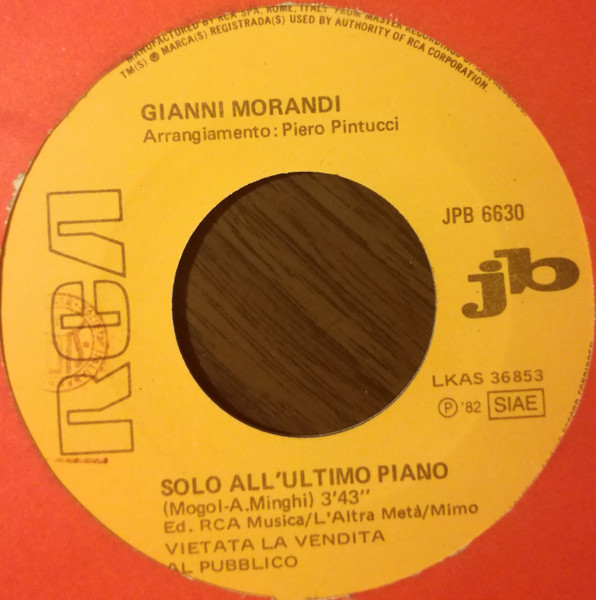 MANUFACTURED BY RCA SPA. ROME, ITALY FROM MASTER RECORDINGS
TM(S) ® MARCA(S) REGISTRADA(S) USED BY AUTHORITY OF RCA CORPORATION.
GIANNI MORANDI
Arrangiamento: Piero Pintucci
JPB 6630
jb
RCA
LKAS 36853
Ⓟ '82 SIAE
SOLO ALL'ULTIMO PIANO
(Mogol-A.Minghi) 3'43"
Ed. RCA Musica/L'Altra Metà/Mimo
VIETATA LA VENDITA
AL PUBBLICO